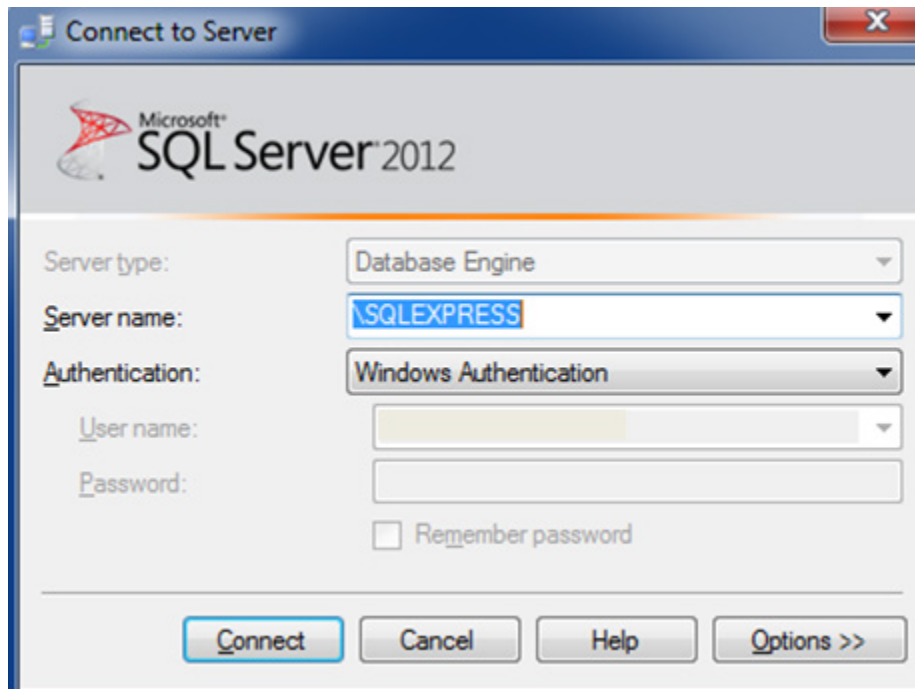 Connect to Server
Microsoft®
SQL Server® 2012
Server type:
Database Engine
Server name:
\SQLEXPRESS
Authentication:
Windows Authentication
User name:
Password:
Remember password
Connect
Cancel
Help
Options >>